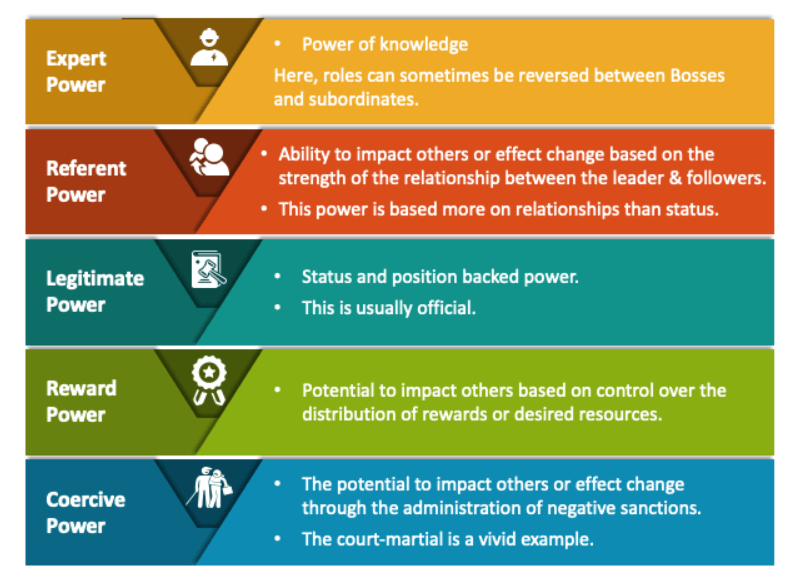 Expert
Power
• Power of knowledge
Here, roles can sometimes be reversed between Bosses
and subordinates.
Referent
Power
• Ability to impact others or effect change based on the
strength of the relationship between the leader & followers.
• This power is based more on relationships than status.
Legitimate
Power
• Status and position backed power.
• This is usually official.
Reward
Power
• Potential to impact others based on control over the
distribution of rewards or desired resources.
Coercive
Power
• The potential to impact others or effect change
through the administration of negative sanctions.
• The court-martial is a vivid example.